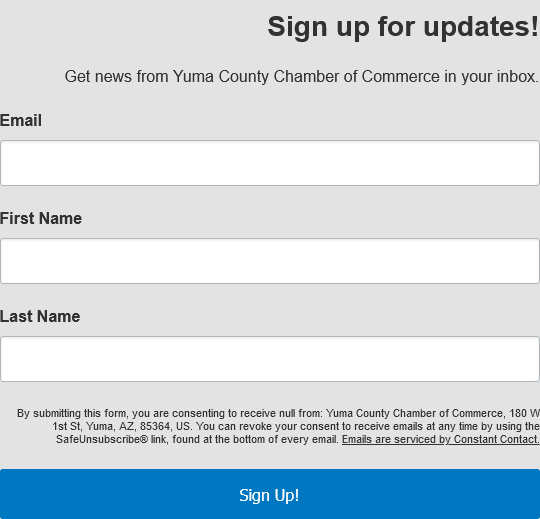 Sign up for updates!
Get news from Yuma County Chamber of Commerce in your inbox.
Email
First Name
Last Name
By submitting this form, you are consenting to receive null from: Yuma County Chamber of Commerce, 180 W
1st St, Yuma, AZ, 85364, US. You can revoke your consent to receive emails at any time by using the
SafeUnsubscribe® link, found at the bottom of every email. Emails are serviced by Constant Contact.
Sign Up!